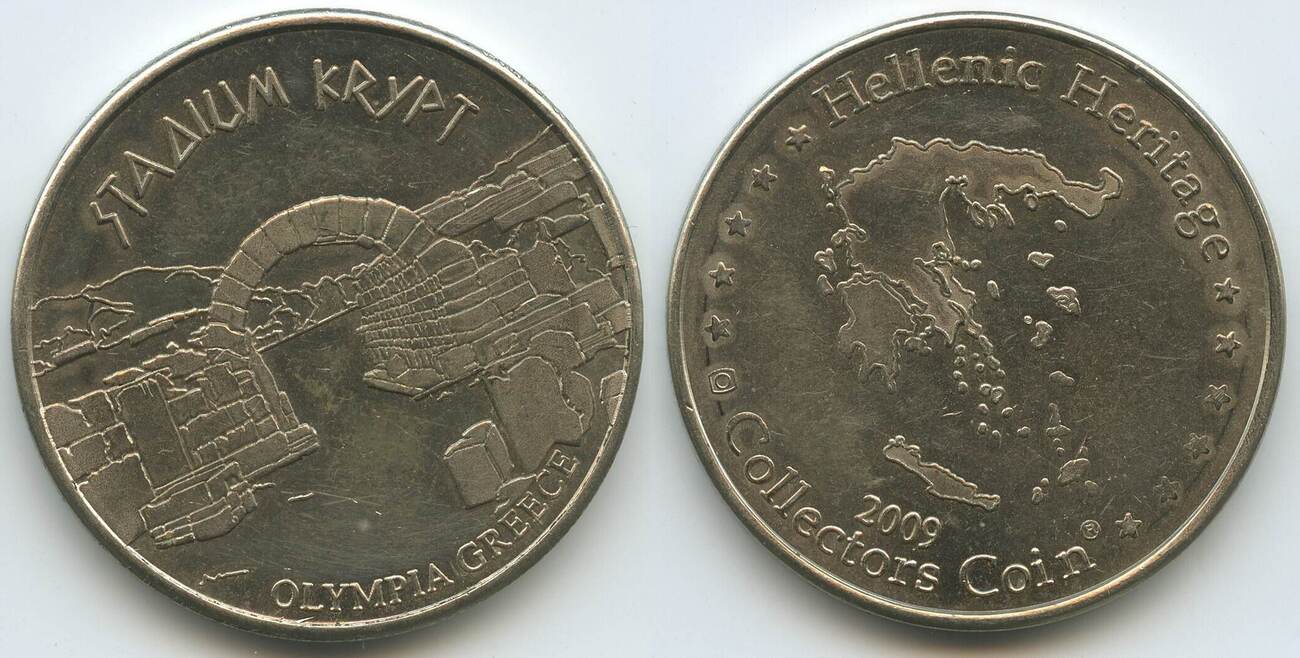 STADIUM KRYPT
OLYMPIA GREECE
Hellenic Heritage
2009
Collectors Coin®